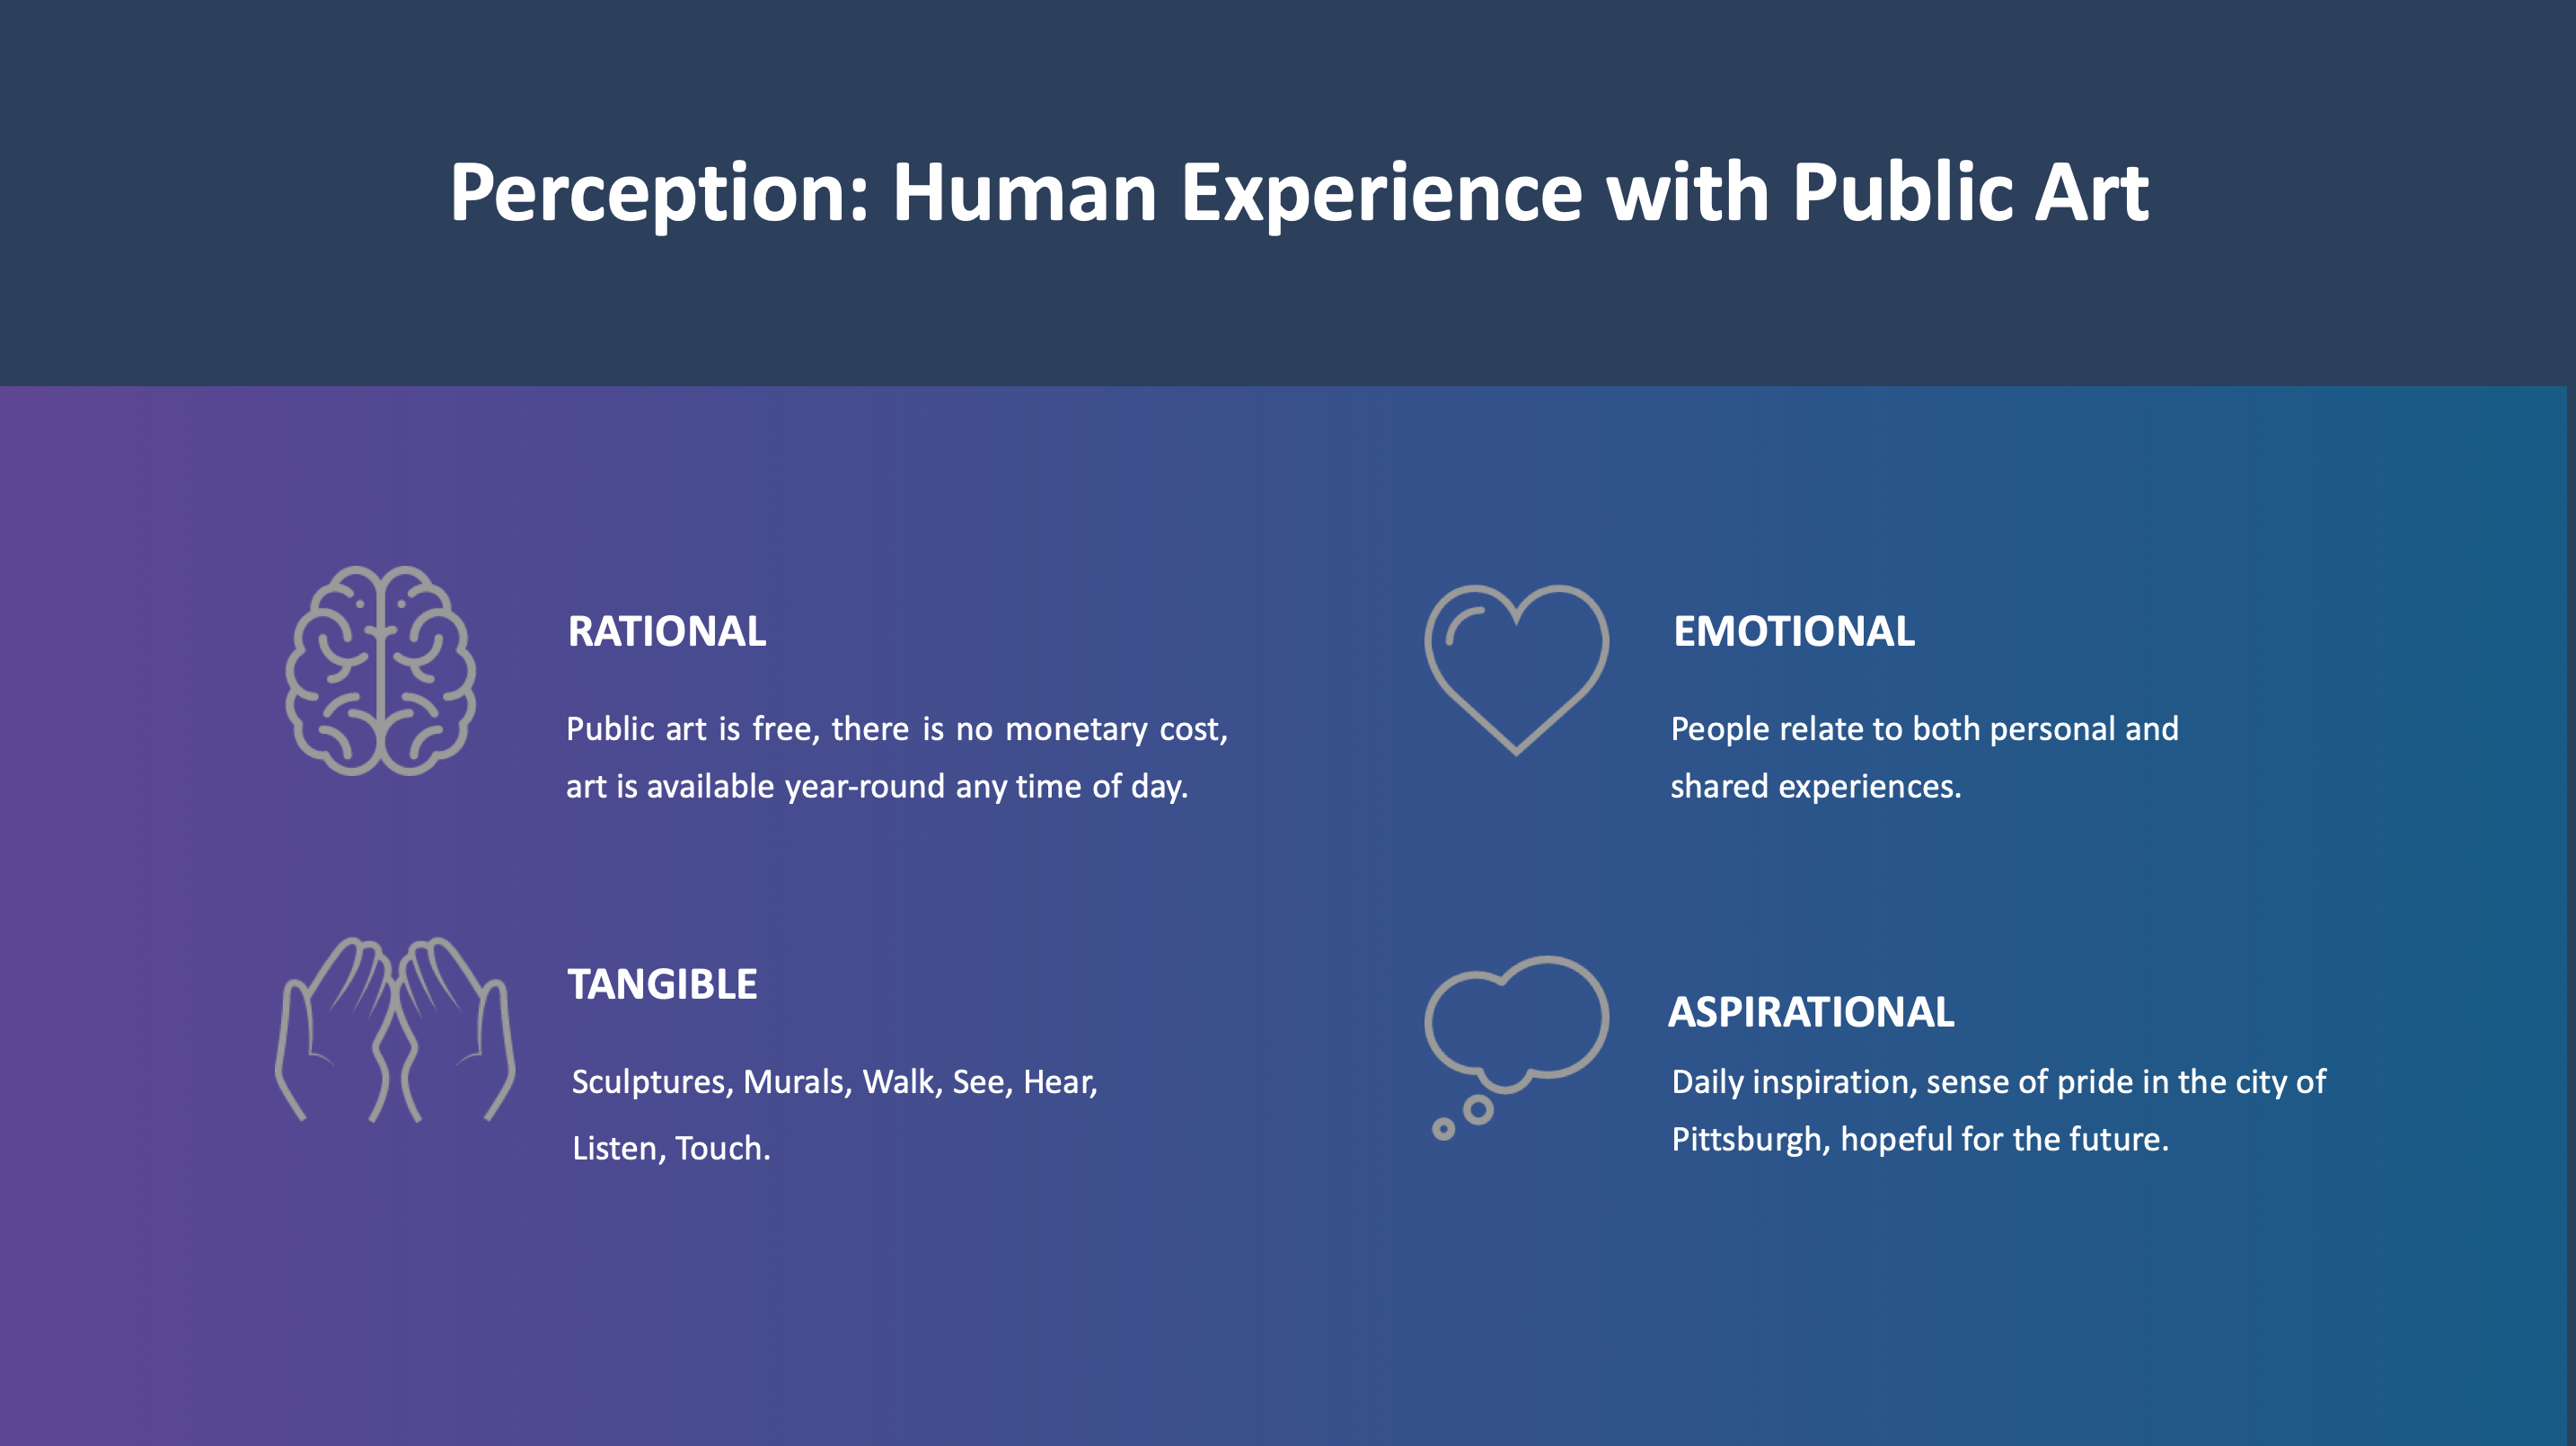 Perception: Human Experience with Public Art
RATIONAL
Public art is free, there is no monetary cost,
art is available year-round any time of day.
EMOTIONAL
People relate to both personal and
shared experiences.
TANGIBLE
Sculptures, Murals, Walk, See, Hear,
Listen, Touch.
ASPIRATIONAL
Daily inspiration, sense of pride in the city of
Pittsburgh, hopeful for the future.